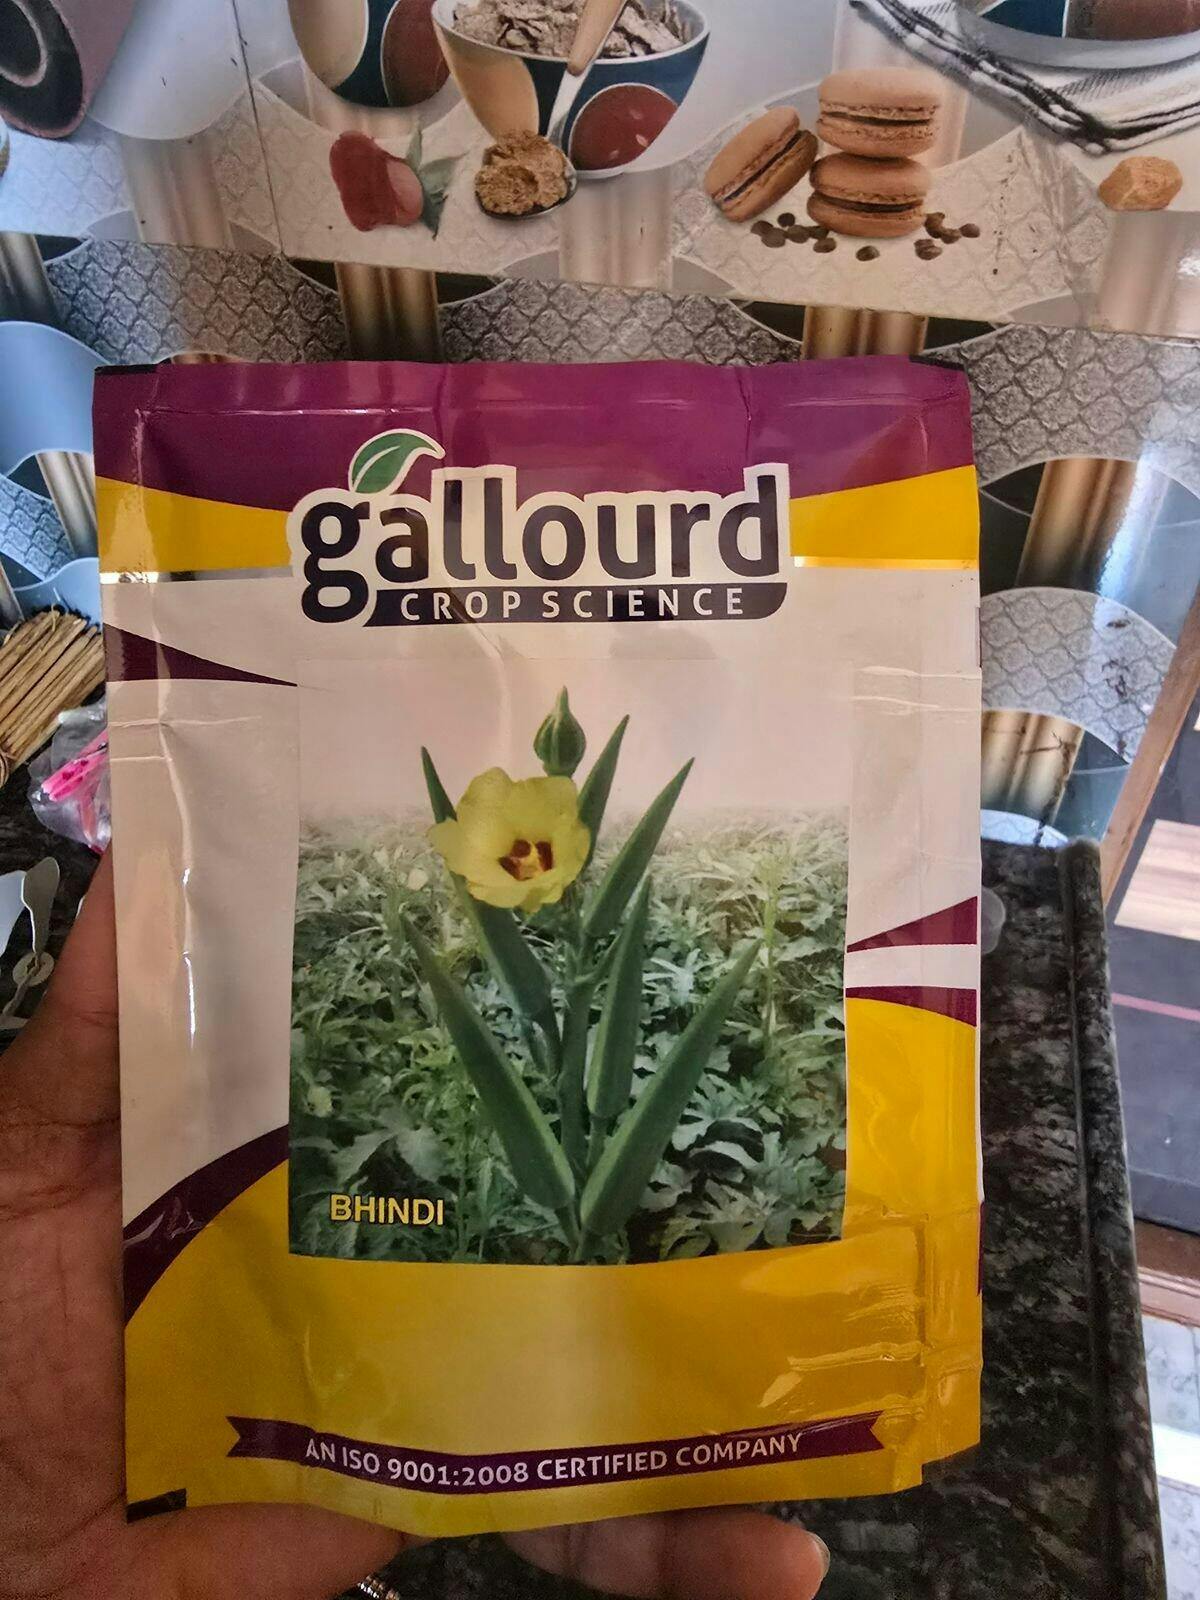 gallourd
CROP SCIENCE
BHINDI
AN ISO 9001:2008 CERTIFIED COMPANY